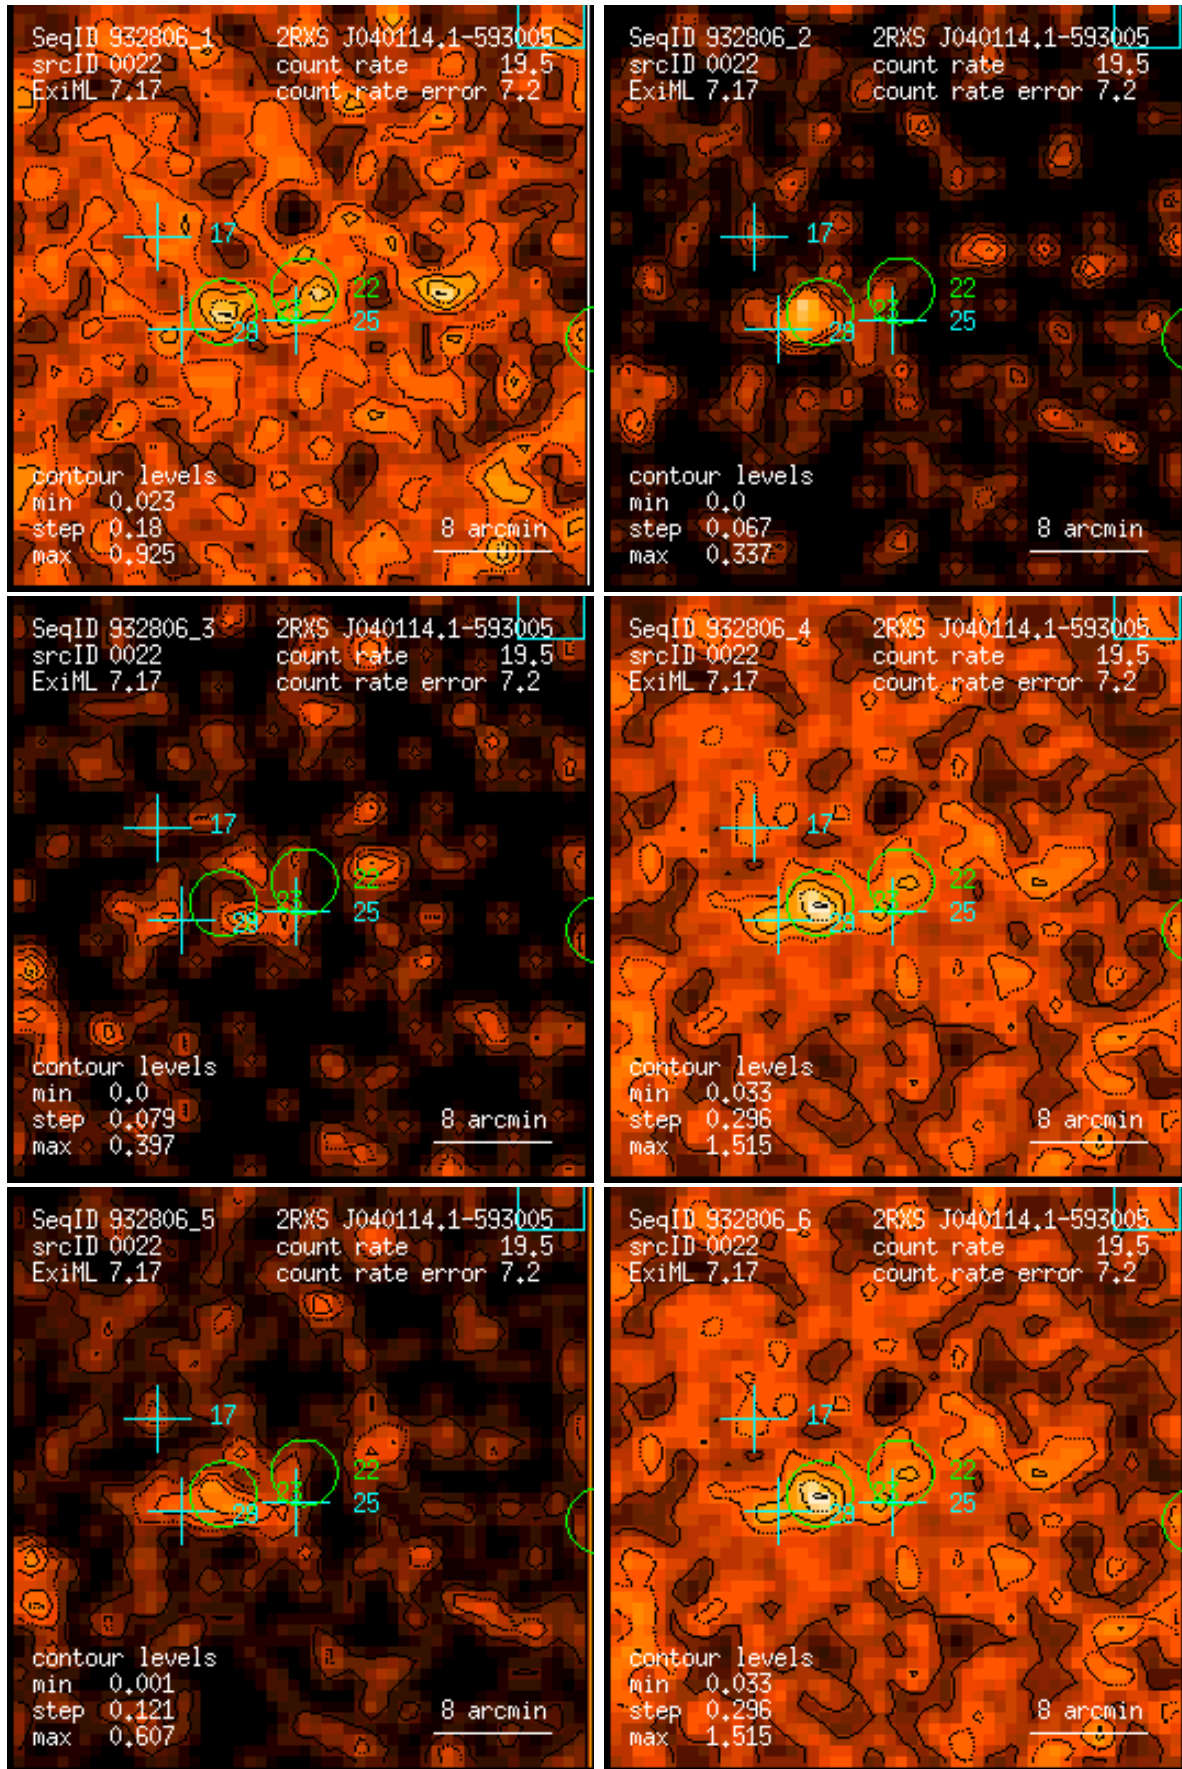 SeqID 932806_1 2RXS J040114.1-593005
srcID 0022 count rate 19.5
ExiML 7.17 count rate error 7.2
17
22
23
29 25
contour levels
min 0.023
step 0.18 8 arcmin
max 0.925
SeqID 932806_2 2RXS J040114.1-593005
srcID 0022 count rate 19.5
ExiML 7.17 count rate error 7.2
17
22
23
29 25
contour levels
min 0.0
step 0.067 8 arcmin
max 0.337
SeqID 932806_3 2RXS J040114.1-593005
srcID 0022 count rate 19.5
ExiML 7.17 count rate error 7.2
17
22
23
25
contour levels
min 0.0
step 0.079 8 arcmin
max 0.397
SeqID 932806_4 2RXS J040114.1-593005
srcID 0022 count rate 19.5
ExiML 7.17 count rate error 7.2
17
22
23
29 25
contour levels
min 0.033
step 0.296 8 arcmin
max 1.515
SeqID 932806_5 2RXS J040114.1-593005
srcID 0022 count rate 19.5
ExiML 7.17 count rate error 7.2
17
22
23
25
contour levels
min 0.001
step 0.121 8 arcmin
max 0.607
SeqID 932806_6 2RXS J040114.1-593005
srcID 0022 count rate 19.5
ExiML 7.17 count rate error 7.2
17
22
23
29 25
contour levels
min 0.033
step 0.296 8 arcmin
max 1.515